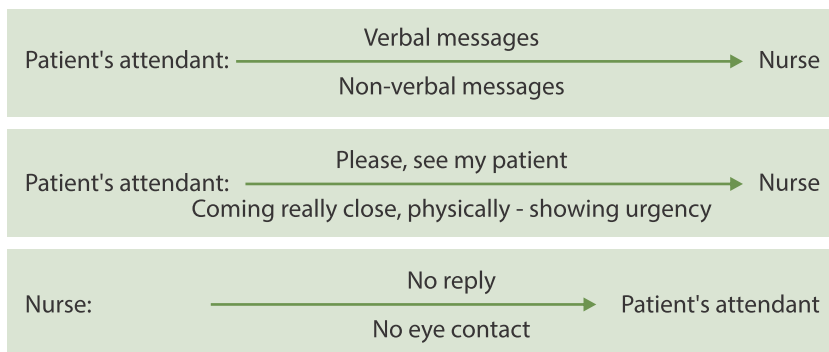 Verbal messages
Patient's attendant: Nurse
Non-verbal messages
Please, see my patient
Patient's attendant: Nurse
Coming really close, physically - showing urgency
No reply
Nurse: Patient's attendant
No eye contact